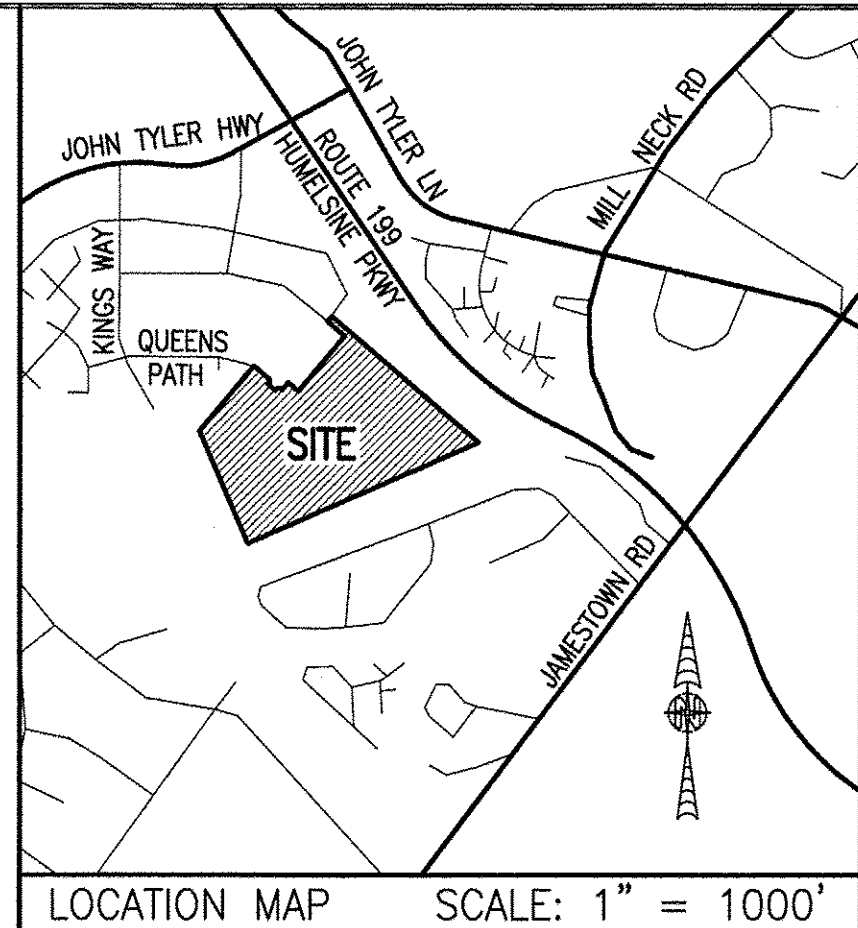 JOHN TYLER HWY
ROUTE 199
HUMELSINE PKWY
JOHN TYLER LN
MILL NECK RD
KINGS WAY
QUEENS
PATH
SITE
JAMESTOWN RD
LOCATION MAP SCALE: 1" = 1000'